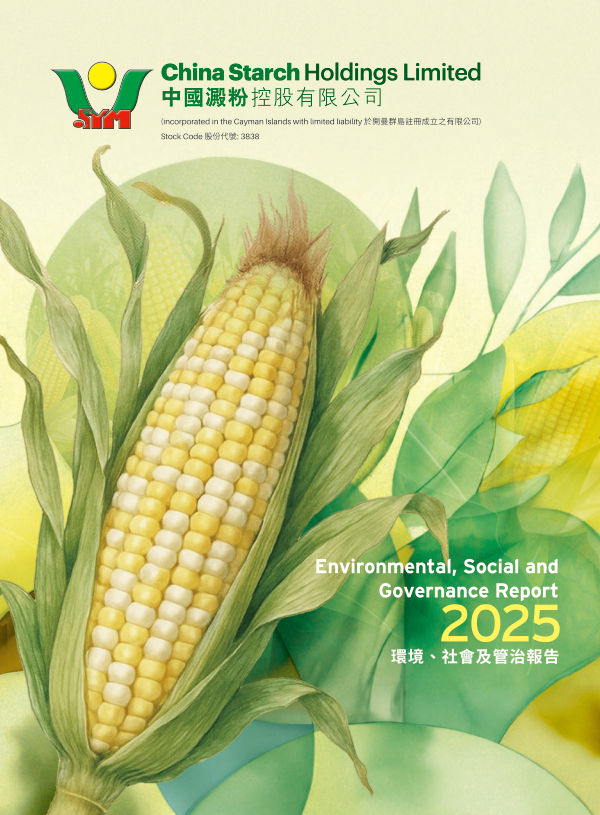 SYM
China Starch Holdings Limited
中國澱粉控股有限公司
(incorporated in the Cayman Islands with limited liability 於開曼群島註冊成立之有限公司)
Stock Code 股份代號: 3838
Environmental, Social and
Governance Report
2025
環境、社會及管治報告